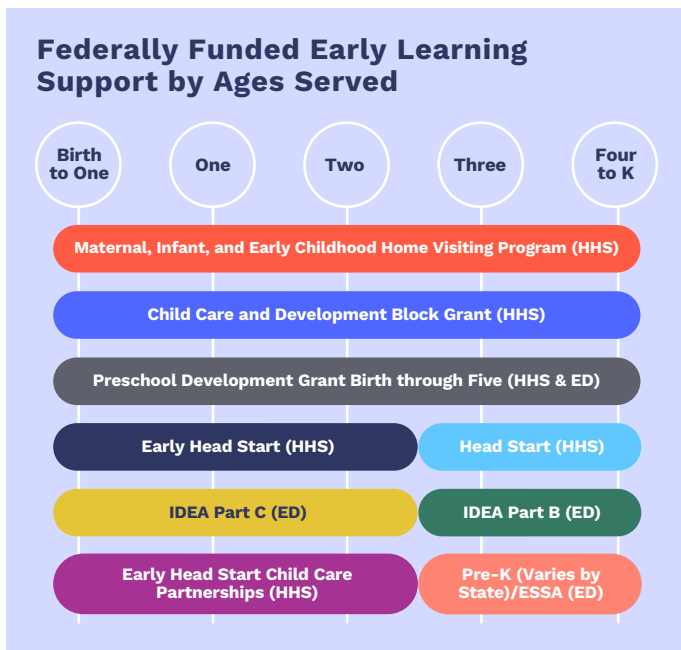 Federally Funded Early Learning
Support by Ages Served
Birth
to One
One
Two
Three
Four
to K
Maternal, Infant, and Early Childhood Home Visiting Program (HHS)
Child Care and Development Block Grant (HHS)
Preschool Development Grant Birth through Five (HHS & ED)
Early Head Start (HHS)
Head Start (HHS)
IDEA Part C (ED)
IDEA Part B (ED)
Early Head Start Child Care
Partnerships (HHS)
Pre-K (Varies by
State)/ESSA (ED)